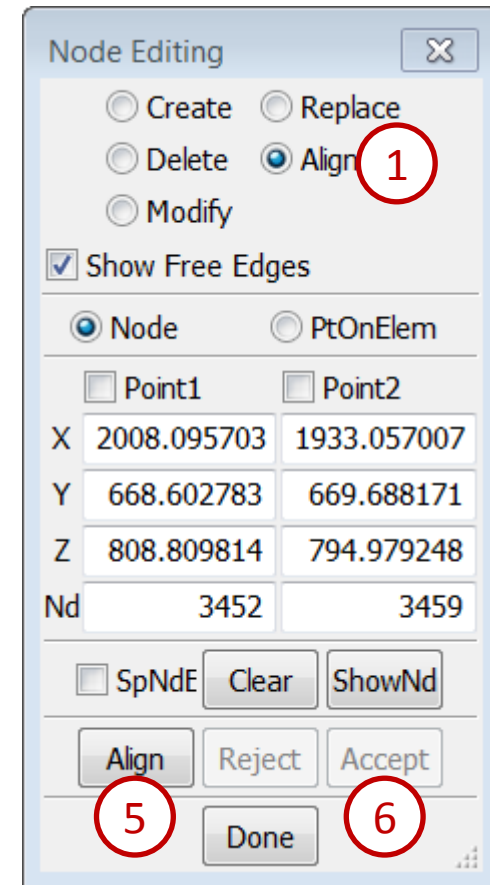 Node Editing
Create Replace
Delete Align 1
Modify
Show Free Edges
Node PtOnElem
Point1 Point2
X 2008.095703 1933.057007
Y 668.602783 669.688171
Z 808.809814 794.979248
Nd 3452 3459
SpNdE Clear ShowNd
Align Reject Accept
5 6
Done